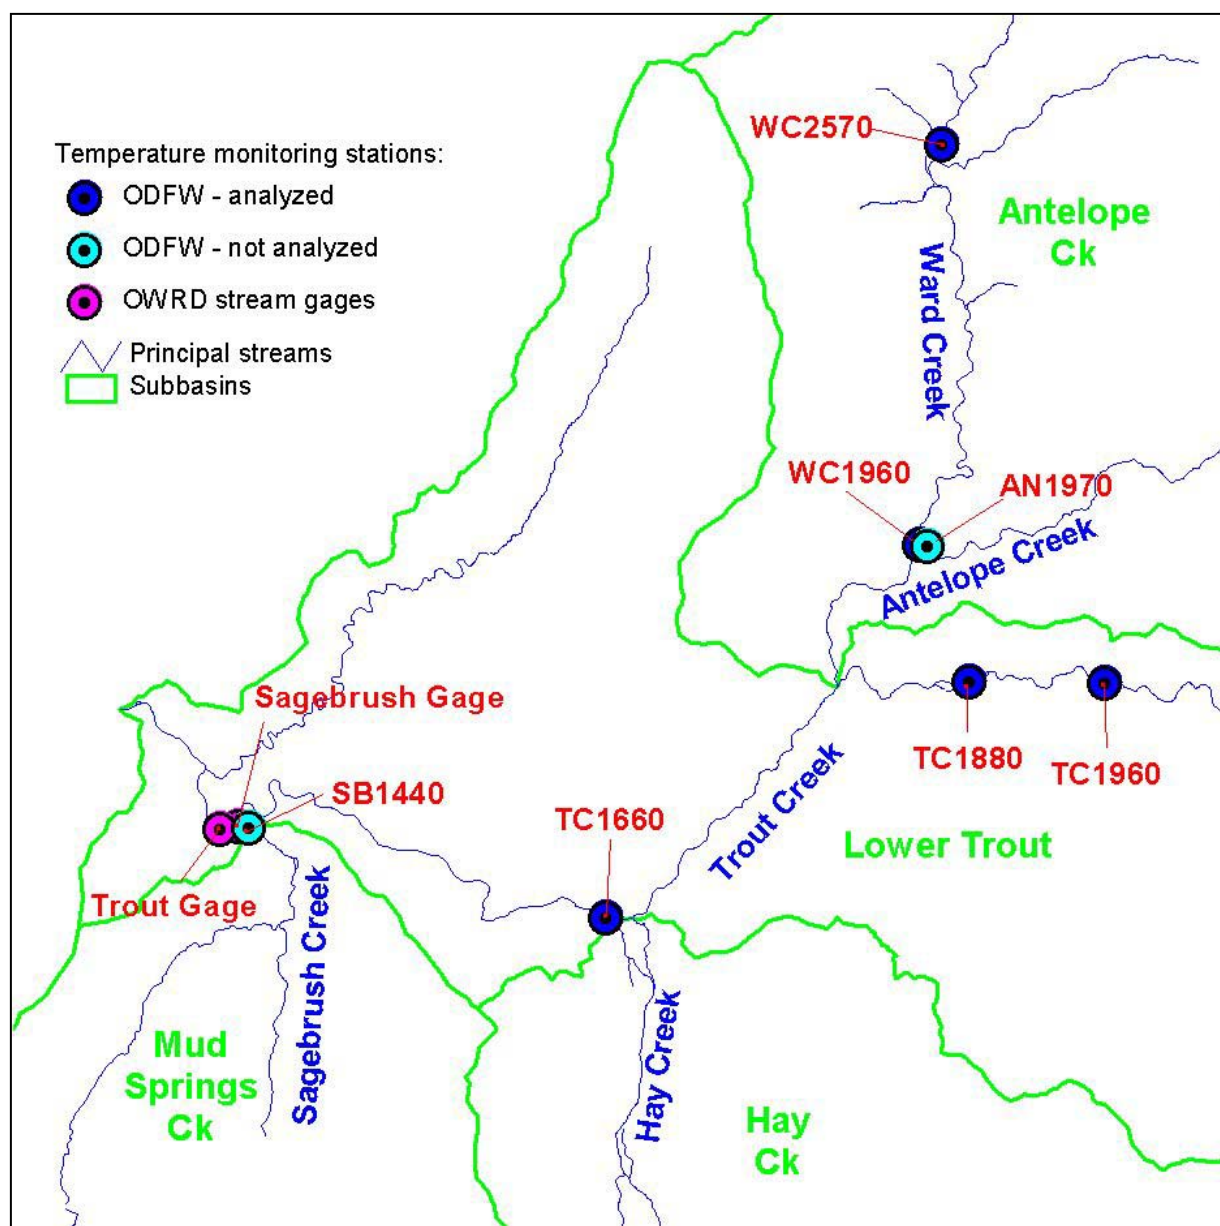 Temperature monitoring stations:
ODFW - analyzed
ODFW - not analyzed
OWRD stream gages
Principal streams
Subbasins
WC2570
Antelope
Ck
Ward Creek
WC1960
AN1970
Antelope Creek
Sagebrush Gage
SB1440
TC1660
Trout Creek
TC1880
TC1960
Lower Trout
Trout Gage
Sagebrush Creek
Mud
Springs
Ck
Hay Creek
Hay
Ck